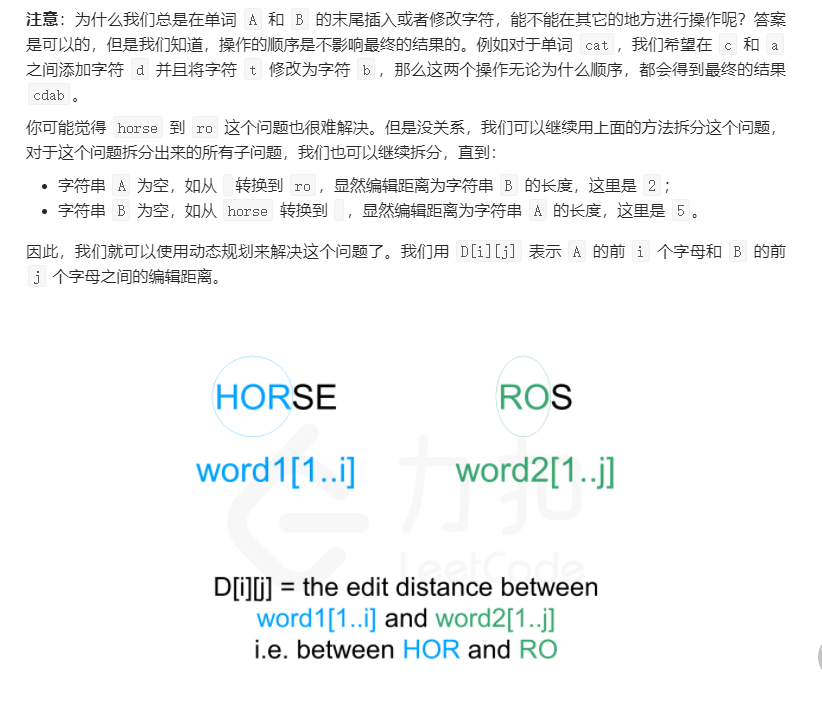 注意：为什么我们总是在单词 A 和 B 的末尾插入或者修改字符，能不能在其它的地方进行操作呢？答案
是可以的，但是我们知道，操作的顺序是不影响最终的结果的。例如对于单词 cat，我们希望在 c 和 a
之间添加字符 d 并且将字符 t 修改为字符 b，那么这两个操作无论为什么顺序，都会得到最终的结果
cdab。
你可能觉得 horse 到 ro 这个问题也很难解决。但是没关系，我们可以继续用上面的方法拆分这个问题，
对于这个问题拆分出来的所有子问题，我们也可以继续拆分，直到：
• 字符串 A 为空，如从 转换到 ro，显然编辑距离为字符串 B 的长度，这里是 2；
• 字符串 B 为空，如从 horse 转换到 ，显然编辑距离为字符串 A 的长度，这里是 5。
因此，我们就可以使用动态规划来解决这个问题了。我们用 D[i][j] 表示 A 的前 i 个字母和 B 的前
j 个字母之间的编辑距离。
HORSE ROS
word1[1..i] word2[1..j]
力扣
LeetCode
D[i][j] = the edit distance between
word1[1..i] and word2[1..j]
i.e. between HOR and RO